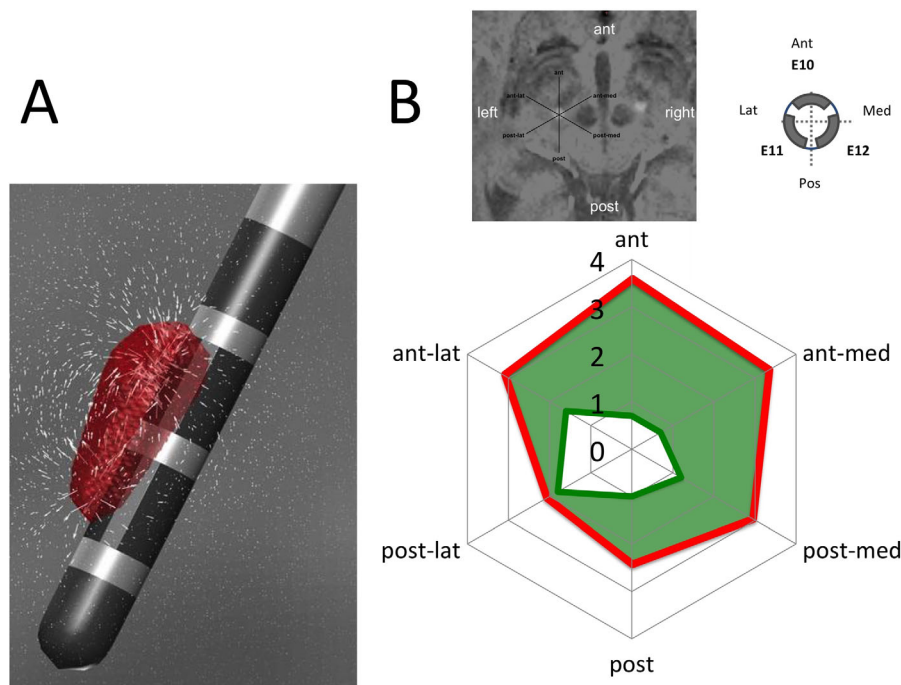 A
B
ant
ant
ant-lat
ant-med
left
right
post-lat
post-med
post
post
Ant
E10
Lat
Med
E11
E12
Pos
ant
4
3
ant-lat
ant-med
2
1
0
post-lat
post-med
post